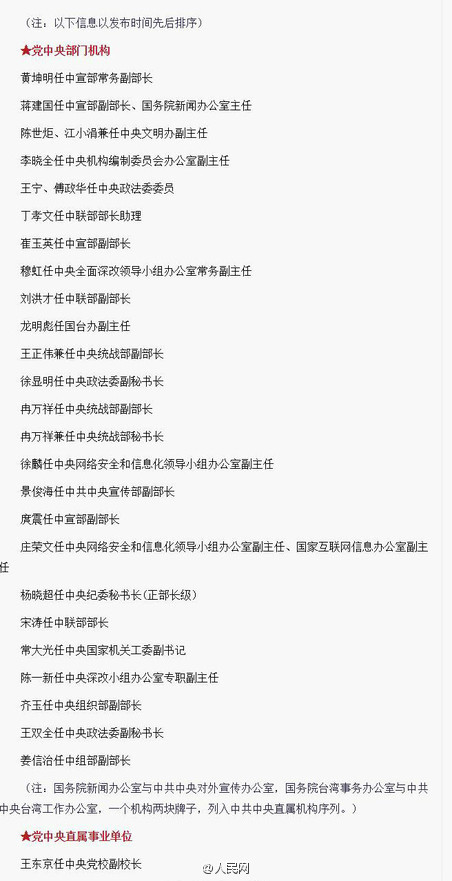 （注：以下信息以发布时间先后排序）
★党中央部门机构
黄坤明任中宣部常务副部长
蒋建国任中宣部副部长、国务院新闻办公室主任
陈世炬、江小涓兼任中央文明办副主任
李晓全任中央机构编制委员会办公室副主任
王宁、傅政华任中央政法委委员
丁孝文任中联部部长助理
崔玉英任中宣部副部长
穆虹任中央全面深改领导小组办公室常务副主任
刘洪才任中联部副部长
龙明彪任国台办副主任
王正伟兼任中央统战部副部长
徐显明任中央政法委副秘书长
冉万祥任中央统战部副部长
冉万祥兼任中央统战部秘书长
徐麟任中央网络安全和信息化领导小组办公室副主任
景俊海任中共中央宣传部副部长
庹震任中宣部副部长
庄荣文任中央网络安全和信息化领导小组办公室副主任、国家互联网信息办公室副主
任
杨晓超任中央纪委秘书长(正部长级)
宋涛任中联部部长
常大光任中央国家机关工委副书记
陈一新任中央深改小组办公室专职副主任
齐玉任中央组织部副部长
王双全任中央政法委副秘书长
姜信治任中组部副部长
（注：国务院新闻办公室与中共中央对外宣传办公室，国务院台湾事务办公室与中共
中央台湾工作办公室，一个机构两块牌子，列入中共中央直属机构序列。）
★党中央直属事业单位
王东京任中央党校副校长
@人民网